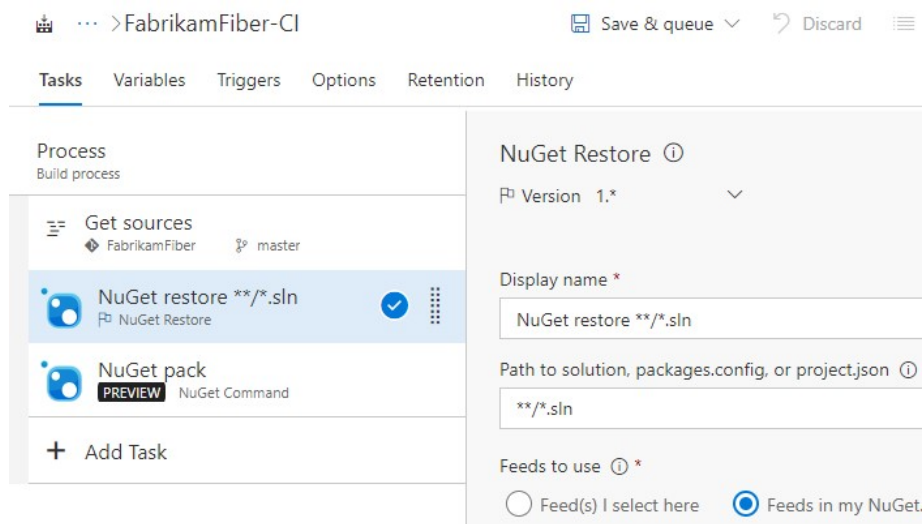 ··· >FabrikamFiber-CI
Save & queue Discard
Tasks Variables Triggers Options Retention History
Process
Build process
Get sources
FabrikamFiber master
NuGet restore **/*.sln
NuGet Restore
NuGet pack
PREVIEW NuGet Command
+ Add Task
NuGet Restore
Version 1.*
Display name *
NuGet restore **/*.sln
Path to solution, packages.config, or project.json
**/*.sln
Feeds to use *
Feed(s) I select here Feeds in my NuGet.